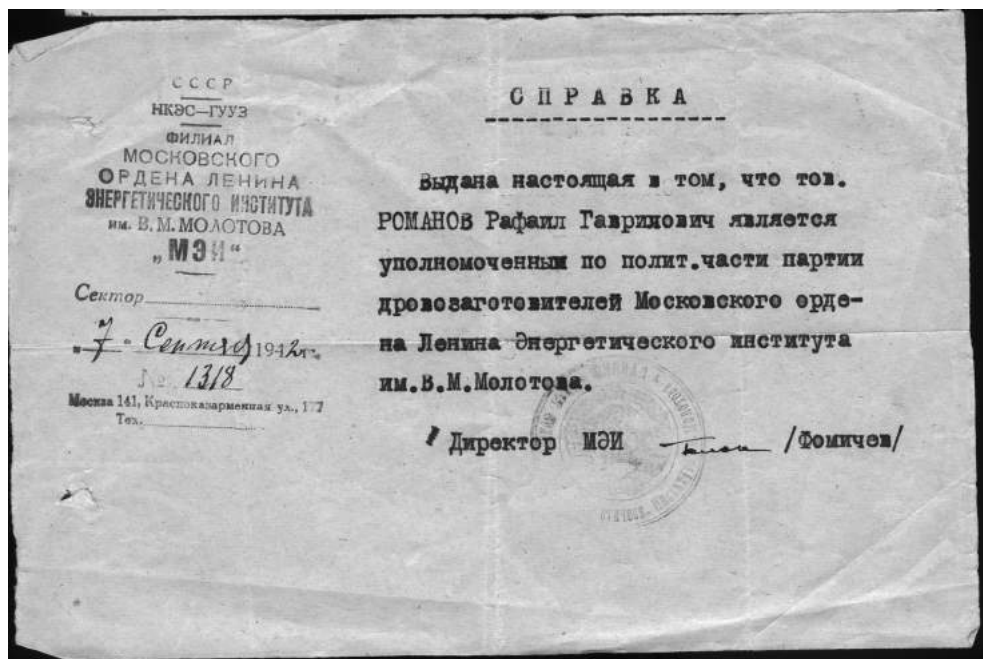 СССР
НКЭС—ГУУЗ
ФИЛИАЛ
МОСКОВСКОГО
ОРДЕНА ЛЕНИНА
ЭНЕРГЕТИЧЕСКОГО ИНСТИТУТА
им. В. М. МОЛОТОВА
„МЭИ“
Сектор
„7" Сентября 1942 г.
№ 1318
Москва 141, Красноказарменная ул., 177
Тел.
СПРАВКА
Выдана настоящая в том, что тов.
РОМАНОВ Рафаил Гаврилович является
уполномоченным по полит.части партии
дровозаготовителей Московского орде-
на Ленина Энергетического института
им.В.М.Молотова.
Директор МЭИ /Фомичев/